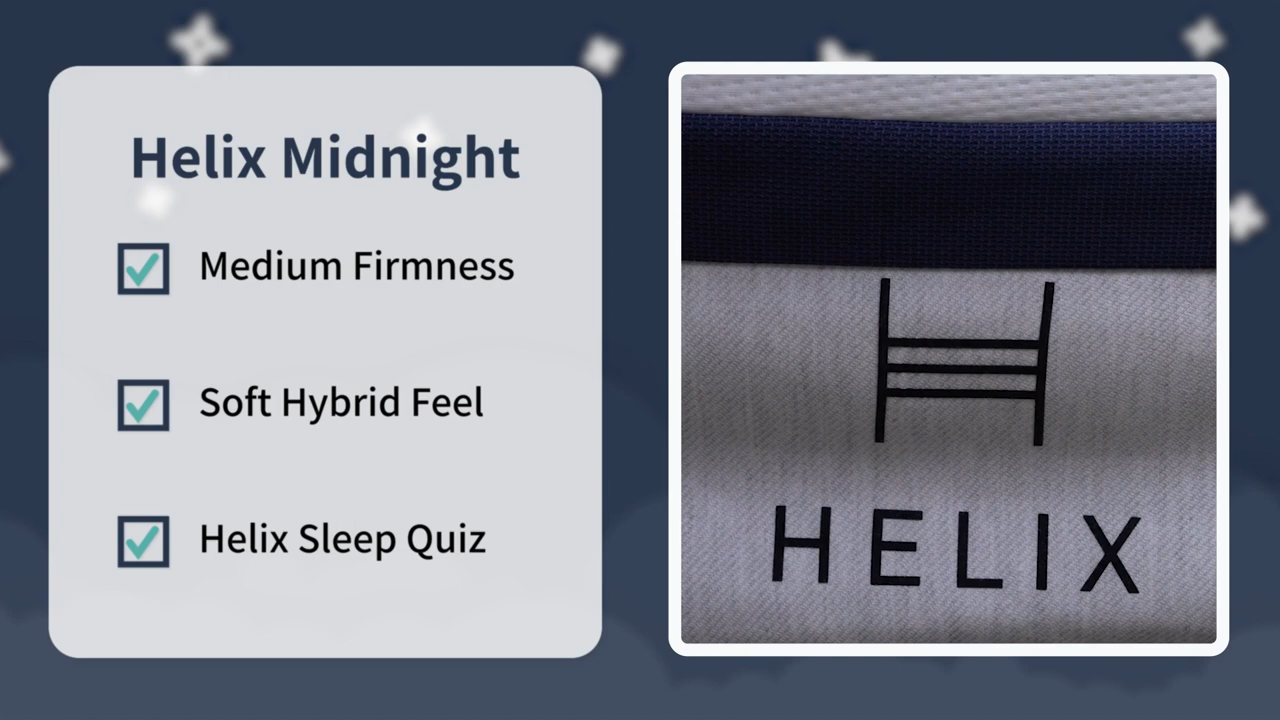 Helix Midnight
Medium Firmness
Soft Hybrid Feel
Helix Sleep Quiz
HELIX